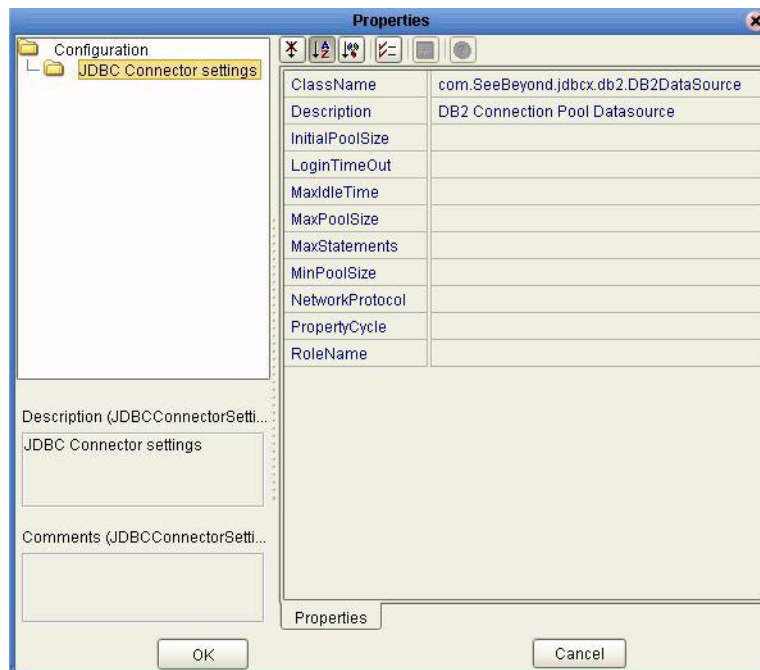 Properties
Configuration
JDBC Connector settings
ClassName com.SeeBeyond.jdbcx.db2.DB2DataSource
Description DB2 Connection Pool Datasource
InitialPoolSize
LoginTimeOut
MaxIdleTime
MaxPoolSize
MaxStatements
MinPoolSize
NetworkProtocol
PropertyCycle
RoleName
Description (JDBCConnectorSetti...
JDBC Connector settings
Comments (JDBCConnectorSetti...
Properties
OK Cancel